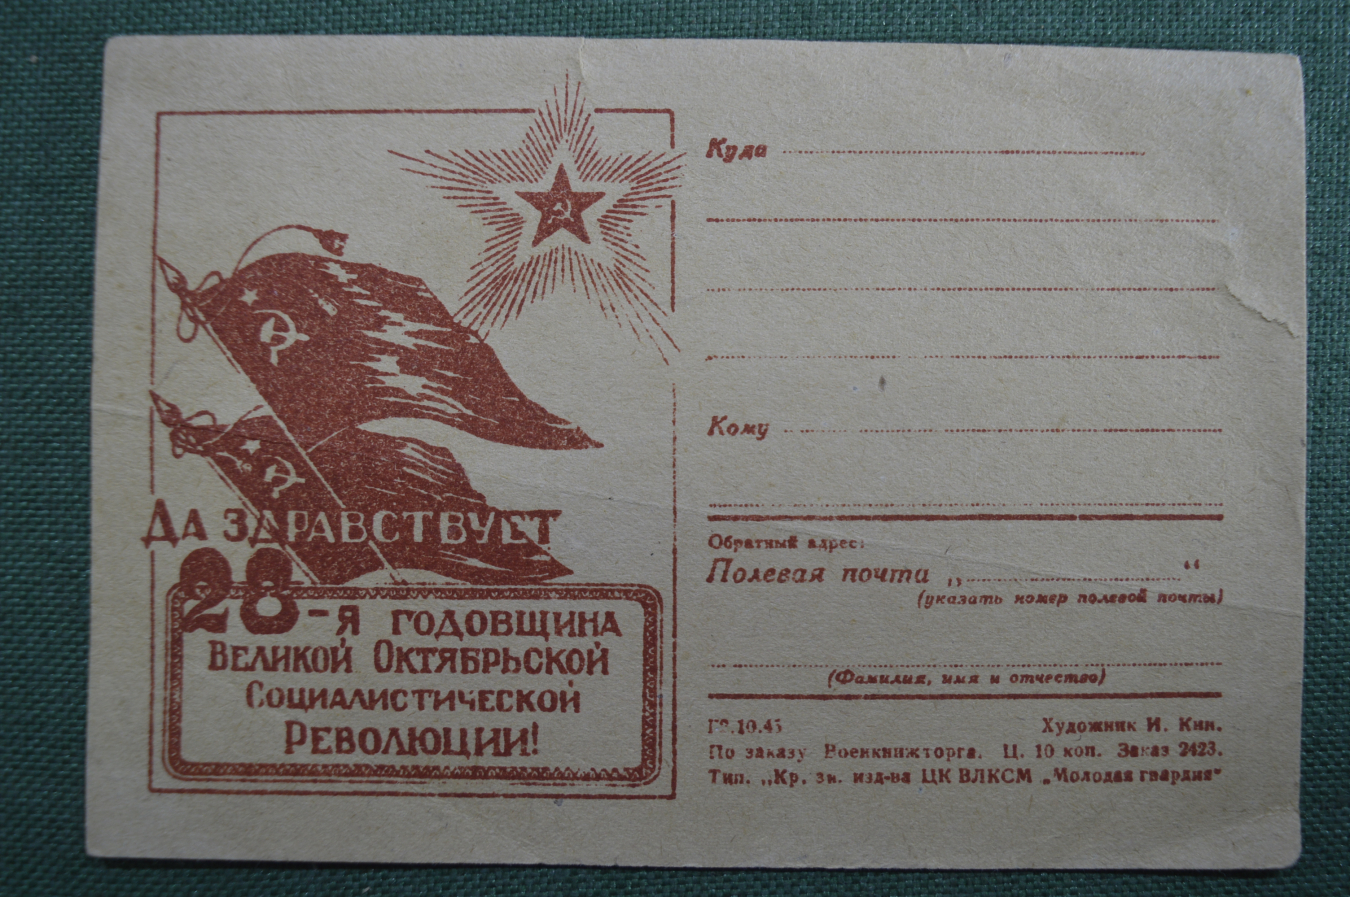 Да здравствует
28-я годовщина
Великой Октябрьской
Социалистической
Революции!
Куда
Кому
Обратный адрес:
Полевая почта „ “
(указать номер полевой почты)
(Фамилия, имя и отчество)
10.45
Художник И. Кин.
По заказу Военкнижторга. Ц. 10 коп. Заказ 2423.
Тип. „Кр. зн. изд-ва ЦК ВЛКСМ „Молодая гвардия"